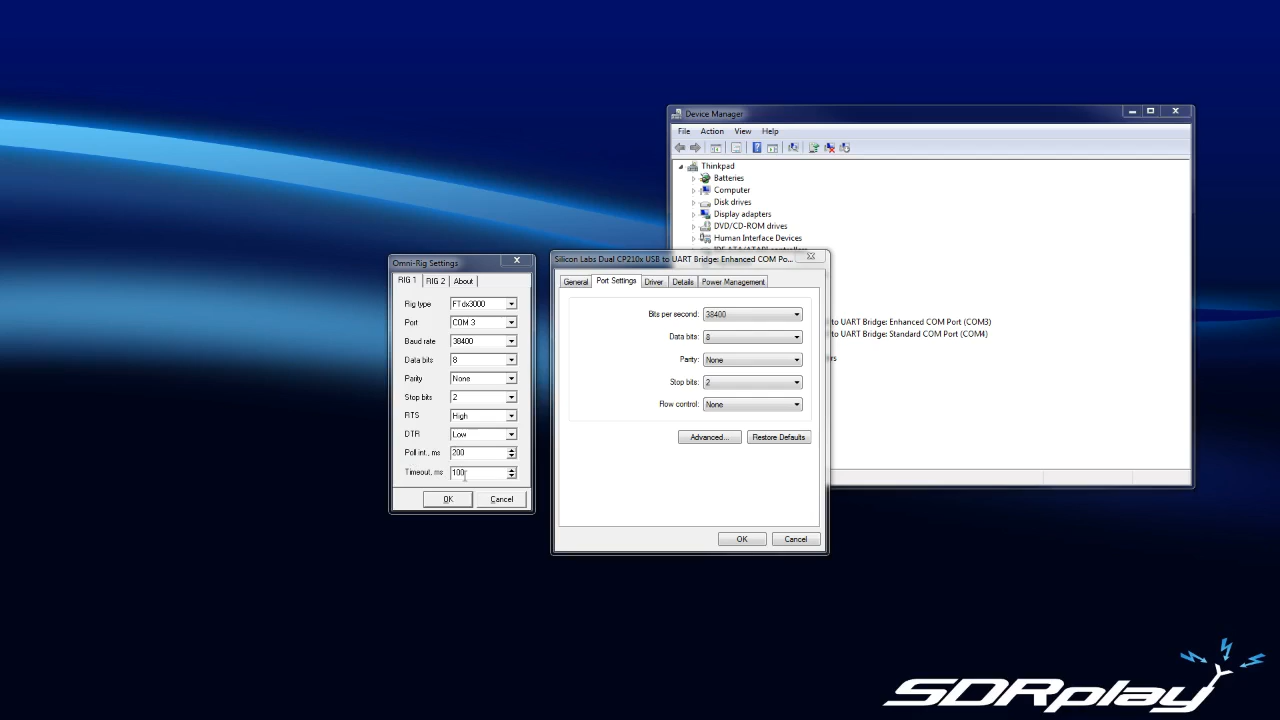 Device Manager
File Action View Help
Thinkpad
Batteries
Computer
Disk drives
Display adapters
DVD/CD-ROM drives
Human Interface Devices
to UART Bridge: Enhanced COM Port (COM3)
to UART Bridge: Standard COM Port (COM4)
Omni-Rig Settings
RIG 1 RIG 2 About
Rig type FTdx3000
Port COM 3
Baud rate 38400
Data bits 8
Parity None
Stop bits 2
RTS High
DTR Low
Poll int., ms 200
Timeout, ms 100
OK Cancel
Silicon Labs Dual CP210x USB to UART Bridge: Enhanced COM Po...
General Port Settings Driver Details Power Management
Bits per second: 38400
Data bits: 8
Parity: None
Stop bits: 2
Flow control: None
Advanced... Restore Defaults
OK Cancel
SDRplay